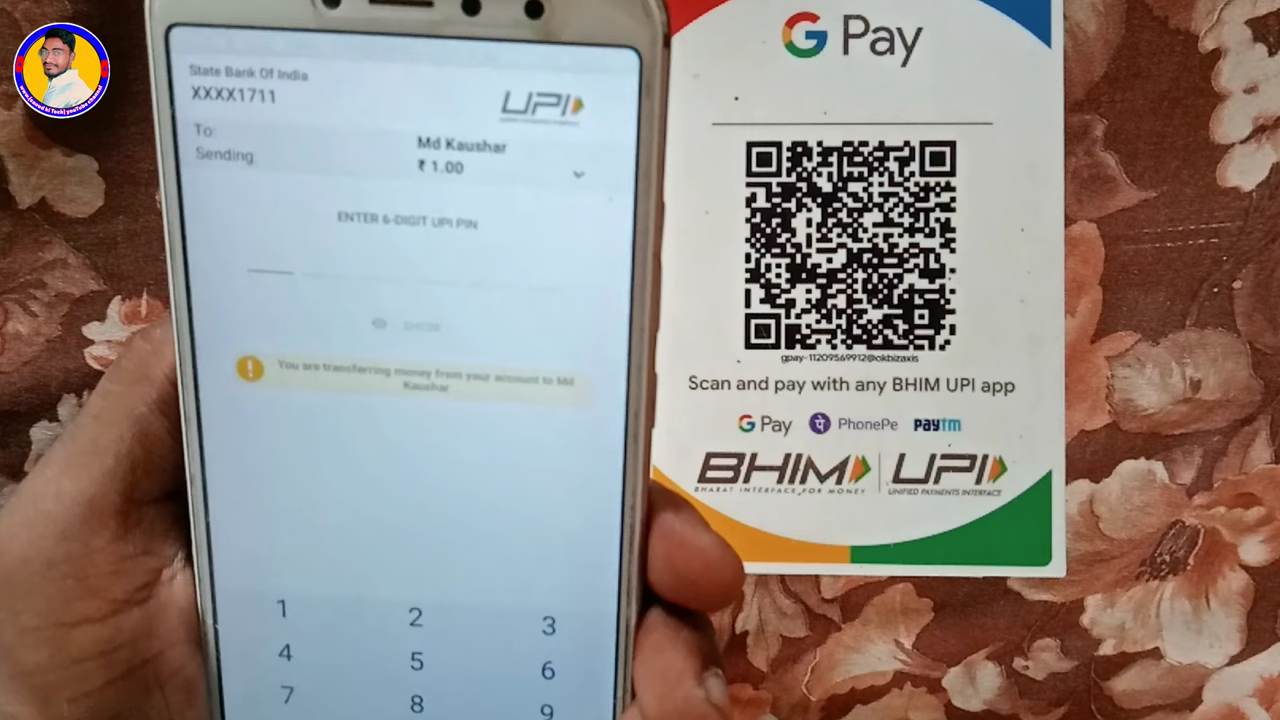 State Bank Of India
XXXX1711
UPI
To:
Md Kaushar
Sending:
₹ 1.00
ENTER 6-DIGIT UPI PIN
SHOW
You are transferring money from your account to Md
Kaushar
1 2 3
4 5 6
7 8 9
G Pay
gpay-11209569912@okbizaxis
Scan and pay with any BHIM UPI app
G Pay पे PhonePe paytm
BHIM UPI
BHARAT INTERFACE FOR MONEY UNIFIED PAYMENTS INTERFACE